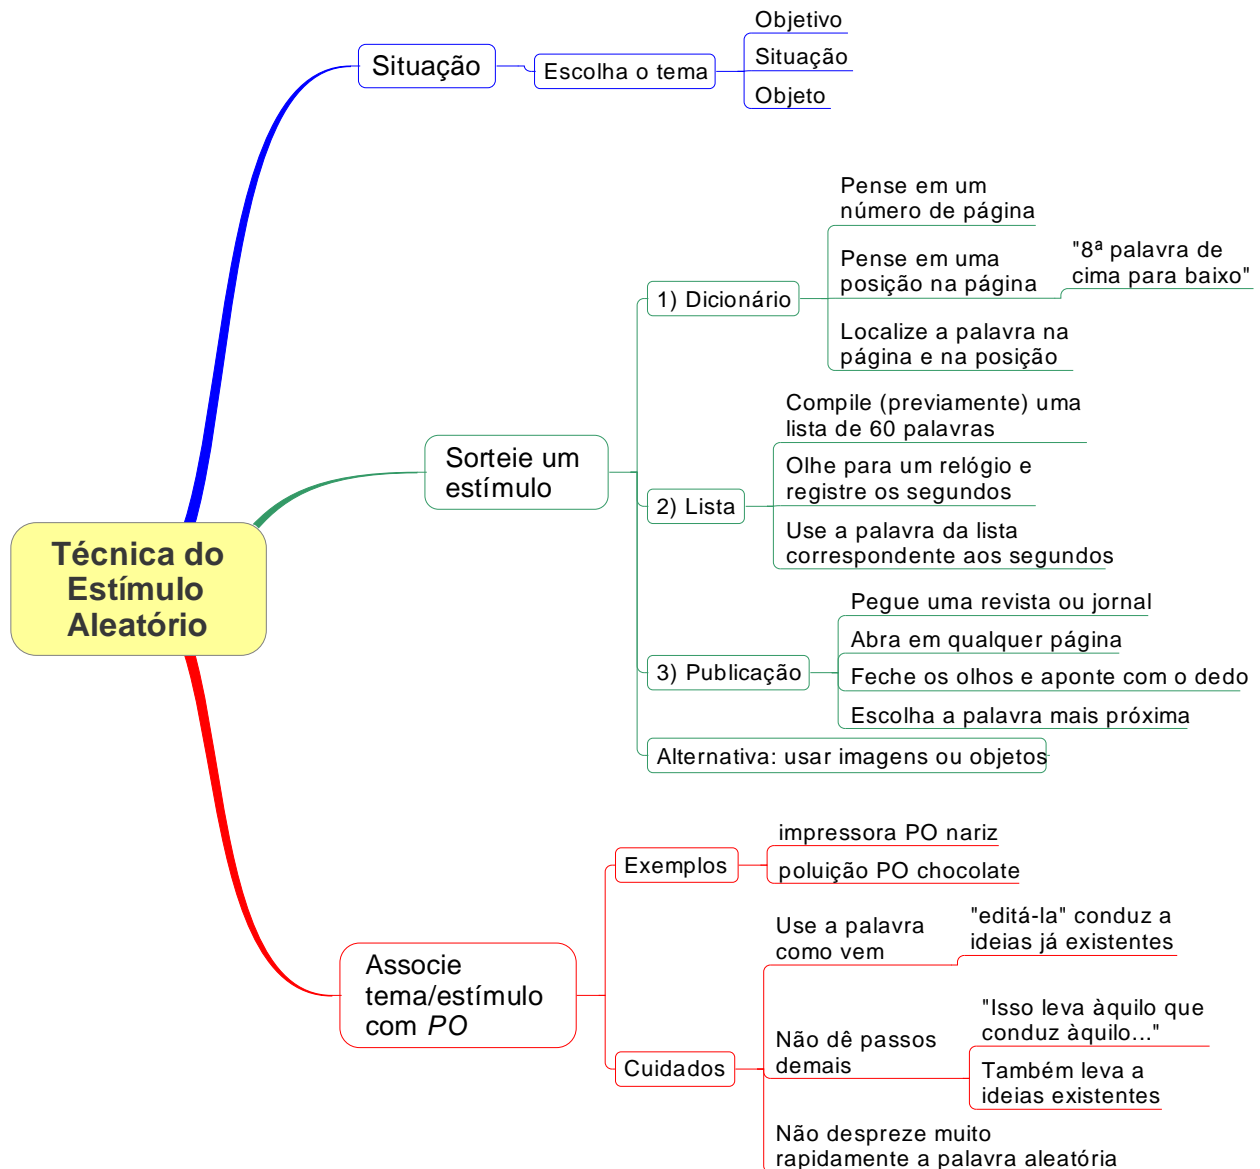 Técnica do
Estímulo
Aleatório
Situação
Escolha o tema
Objetivo
Situação
Objeto
Sorteie um
estímulo
1) Dicionário
Pense em um
número de página
Pense em uma
posição na página
"8ª palavra de
cima para baixo"
Localize a palavra na
página e na posição
2) Lista
Compile (previamente) uma
lista de 60 palavras
Olhe para um relógio e
registre os segundos
Use a palavra da lista
correspondente aos segundos
3) Publicação
Pegue uma revista ou jornal
Abra em qualquer página
Feche os olhos e aponte com o dedo
Escolha a palavra mais próxima
Alternativa: usar imagens ou objetos
Associe
tema/estímulo
com PO
Exemplos
impressora PO nariz
poluição PO chocolate
Cuidados
Use a palavra
como vem
"editá-la" conduz a
ideias já existentes
Não dê passos
demais
"Isso leva àquilo que
conduz àquilo..."
Também leva a
ideias existentes
Não despreze muito
rapidamente a palavra aleatória